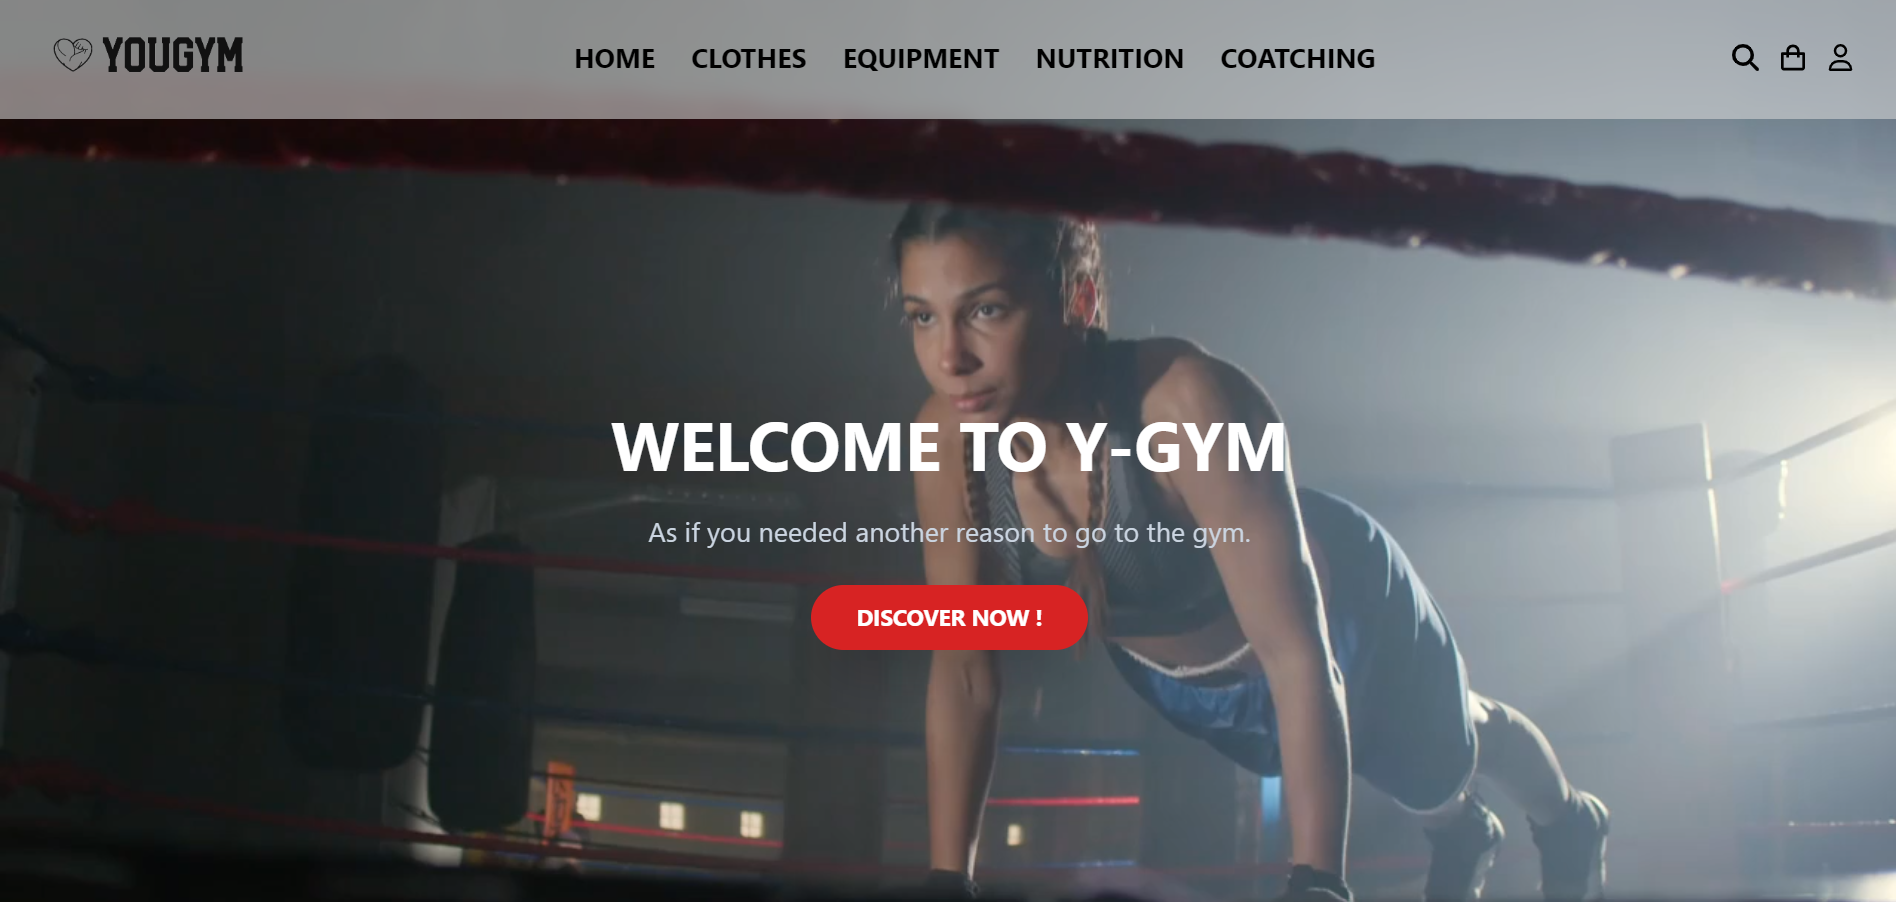 YOUGYM
HOME CLOTHES EQUIPMENT NUTRITION COATCHING
WELCOME TO Y-GYM
As if you needed another reason to go to the gym.
DISCOVER NOW !